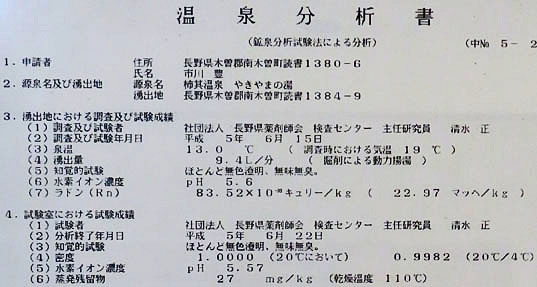 温泉分析書
(鉱泉分析試験法による分析) (中№ 5－2
1．申請者 住所 長野県木曽郡南木曽町読書1380－6
氏名 市川 豊
2．源泉名及び湧出地 源泉名 柿其温泉 やきやまの湯
湧出地 長野県木曽郡南木曽町読書1384－9
3．湧出地における調査及び試験成績
(1)調査及び試験者 社団法人 長野県薬剤師会 検査センター 主任研究員 清水 正
(2)調査及び試験年月日 平成 5年 6月 15日
(3)泉温 13.0 ℃ (調査時における気温 19 ℃)
(4)湧出量 9.4L／分 (掘削による動力揚湯)
(5)知覚的試験 ほとんど無色澄明、無味無臭。
(6)水素イオン濃度 pH 5.6
(7)ラドン(Rn) 83.52×10⁻¹⁰キュリー／kg ( 22.97 マッヘ／kg )
4．試験室における試験成績
(1)試験者 社団法人 長野県薬剤師会 検査センター 主任研究員 清水 正
(2)分析終了年月日 平成 5年 6月 22日
(3)知覚的試験 ほとんど無色澄明、無味無臭。
(4)密度 1.0000 (20℃において) 0.9982 (20℃/4℃)
(5)水素イオン濃度 pH 5.57
(6)蒸発残留物 27 mg／kg (乾燥温度 110℃)